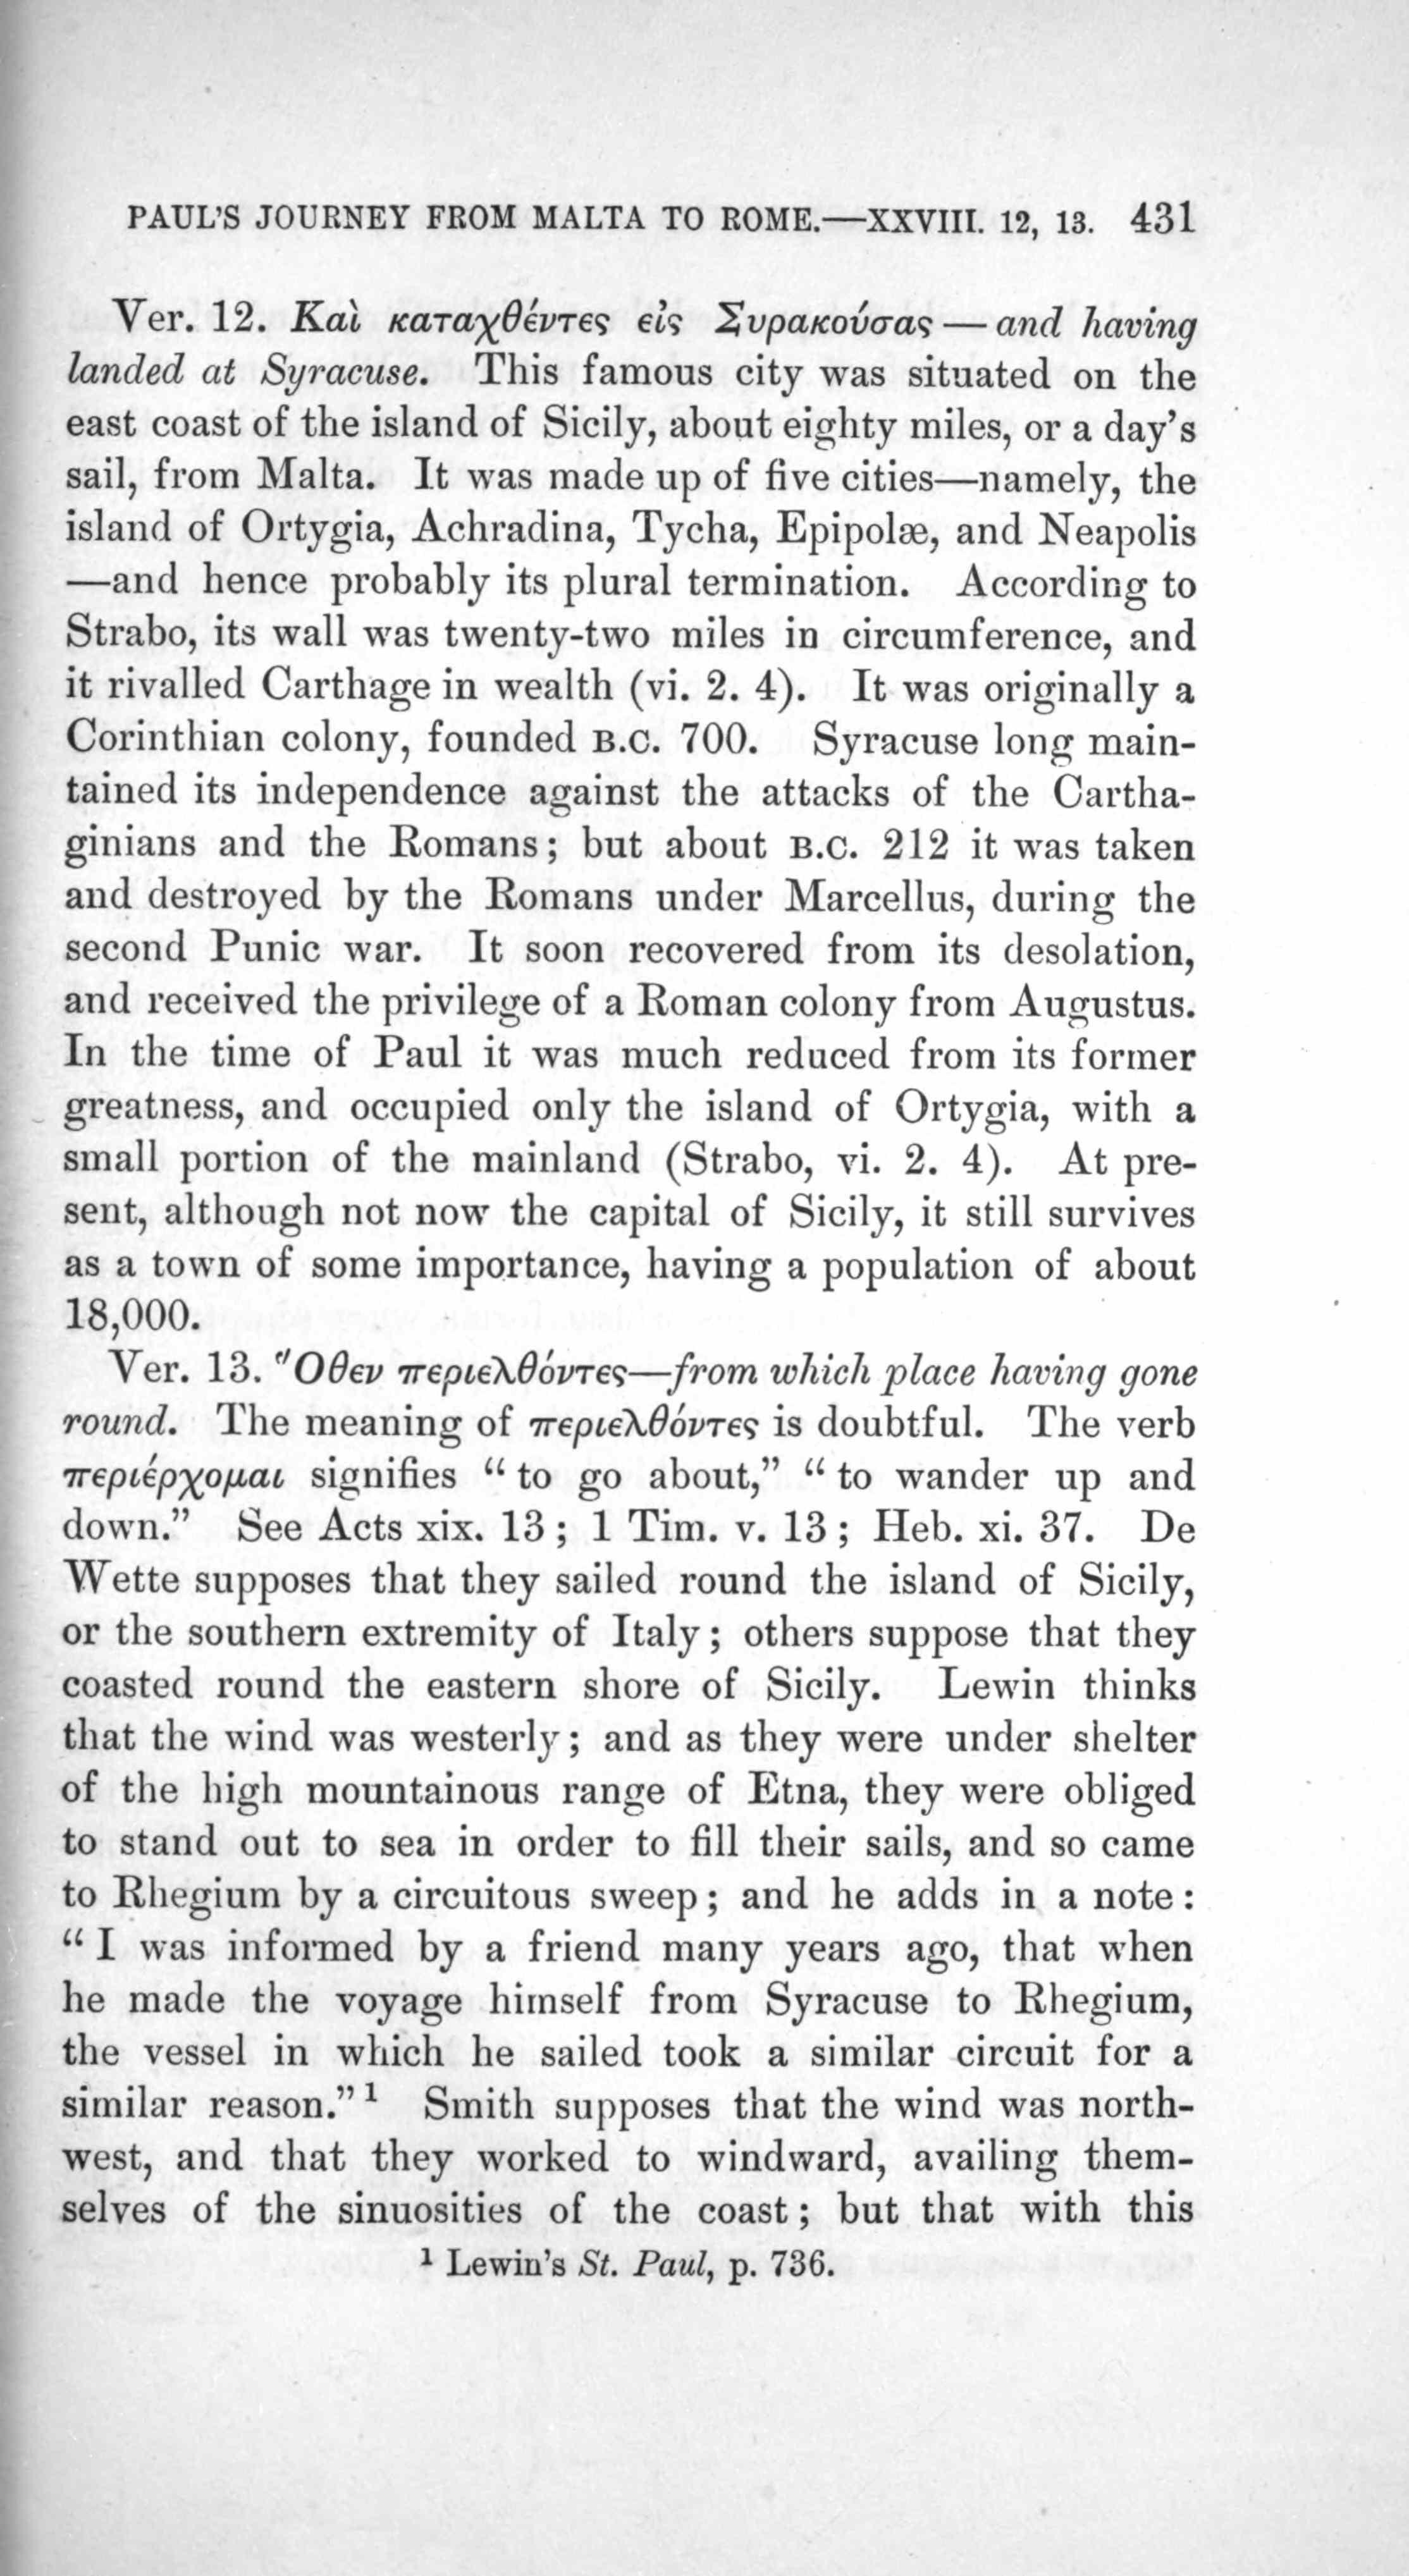 PAUL'S JOURNEY FROM MALTA TO ROME.—XXVIII. 12, 13. 431
Ver. 12. Καὶ καταχθέντες εἰς Συρακούσας — and having
landed at Syracuse. This famous city was situated on the
east coast of the island of Sicily, about eighty miles, or a day's
sail, from Malta. It was made up of five cities—namely, the
island of Ortygia, Achradina, Tycha, Epipolæ, and Neapolis
—and hence probably its plural termination. According to
Strabo, its wall was twenty-two miles in circumference, and
it rivalled Carthage in wealth (vi. 2. 4). It was originally a
Corinthian colony, founded B.C. 700. Syracuse long main-
tained its independence against the attacks of the Cartha-
ginians and the Romans; but about B.C. 212 it was taken
and destroyed by the Romans under Marcellus, during the
second Punic war. It soon recovered from its desolation,
and received the privilege of a Roman colony from Augustus.
In the time of Paul it was much reduced from its former
greatness, and occupied only the island of Ortygia, with a
small portion of the mainland (Strabo, vi. 2. 4). At pre-
sent, although not now the capital of Sicily, it still survives
as a town of some importance, having a population of about
18,000.
Ver. 13. Ὅθεν περιελθόντες—from which place having gone
round. The meaning of περιελθόντες is doubtful. The verb
περιέρχομαι signifies “to go about,” “to wander up and
down.” See Acts xix. 13; 1 Tim. v. 13; Heb. xi. 37. De
Wette supposes that they sailed round the island of Sicily,
or the southern extremity of Italy; others suppose that they
coasted round the eastern shore of Sicily. Lewin thinks
that the wind was westerly; and as they were under shelter
of the high mountainous range of Etna, they were obliged
to stand out to sea in order to fill their sails, and so came
to Rhegium by a circuitous sweep; and he adds in a note:
“I was informed by a friend many years ago, that when
he made the voyage himself from Syracuse to Rhegium,
the vessel in which he sailed took a similar circuit for a
similar reason.”¹ Smith supposes that the wind was north-
west, and that they worked to windward, availing them-
selves of the sinuosities of the coast; but that with this
¹ Lewin's St. Paul, p. 736.